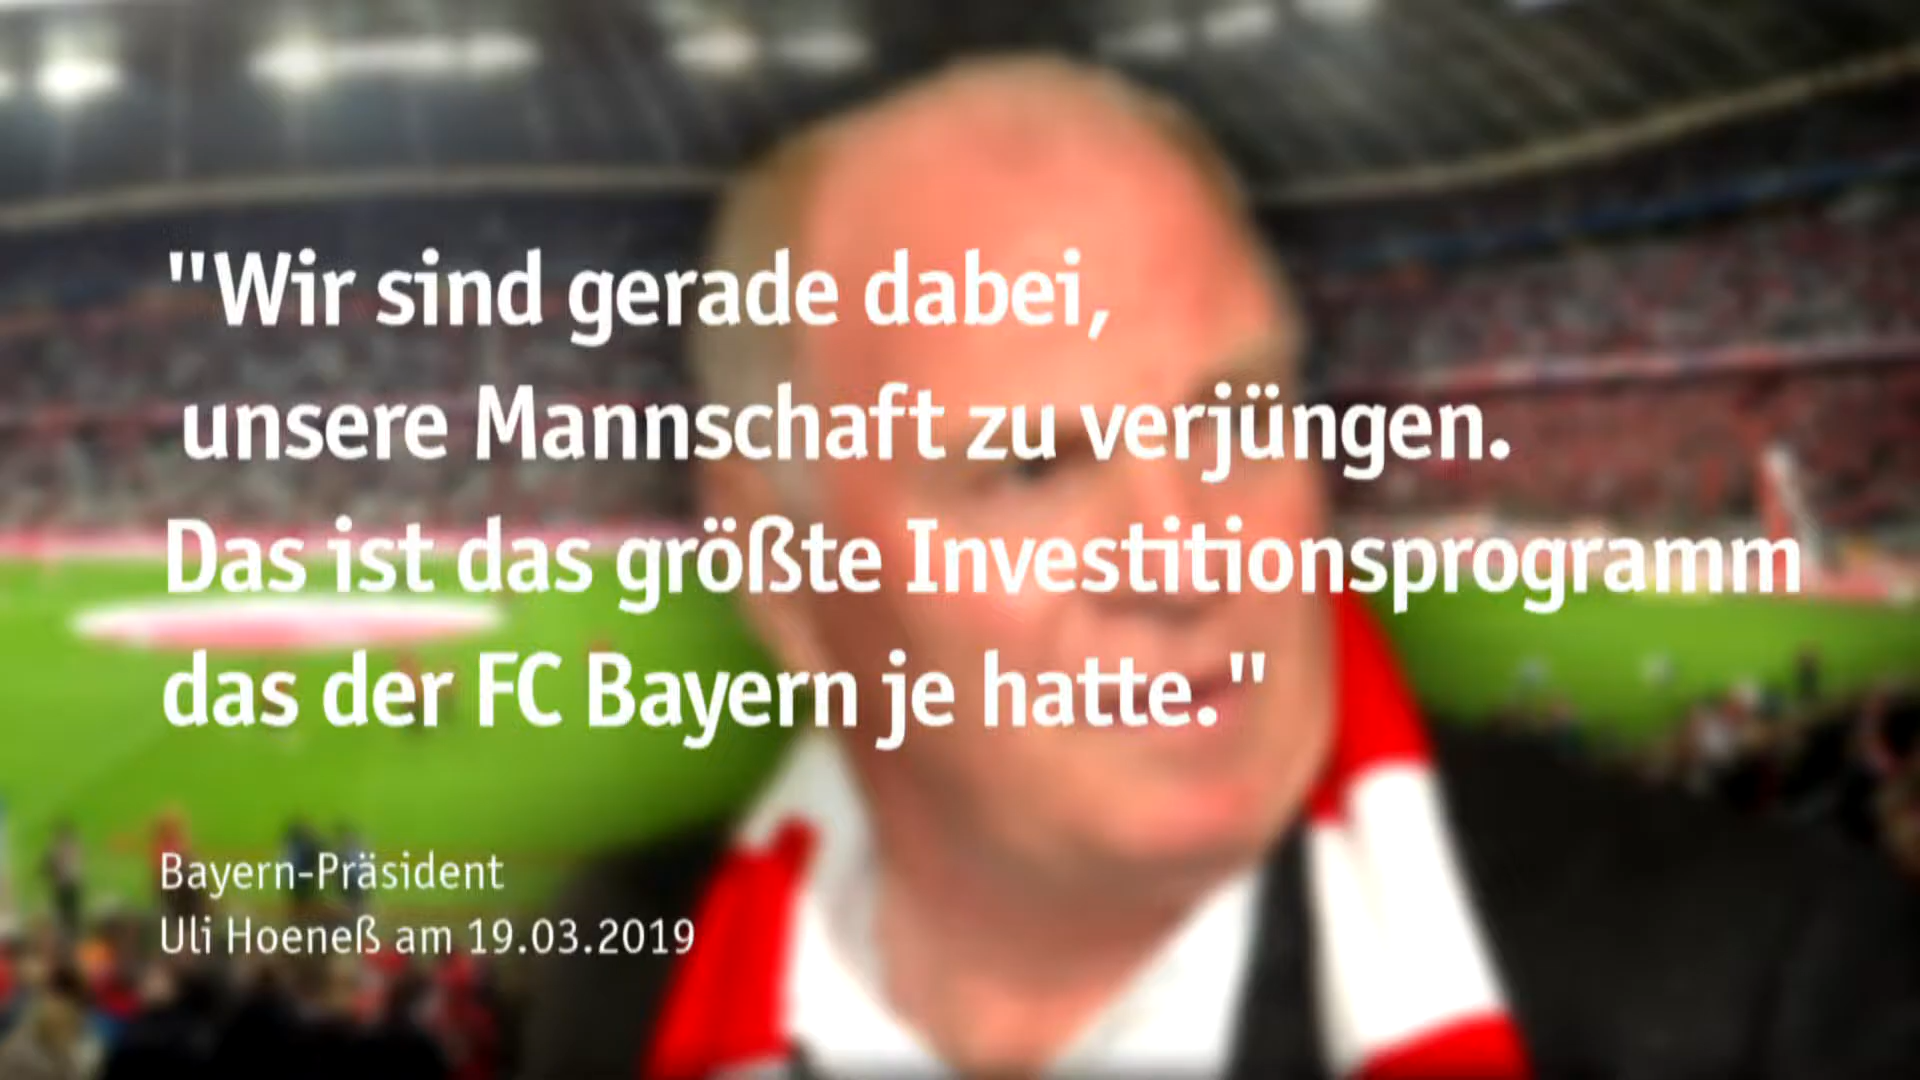 "Wir sind gerade dabei,
unsere Mannschaft zu verjüngen.
Das ist das größte Investitionsprogramm
das der FC Bayern je hatte."
Bayern-Präsident
Uli Hoeneß am 19.03.2019